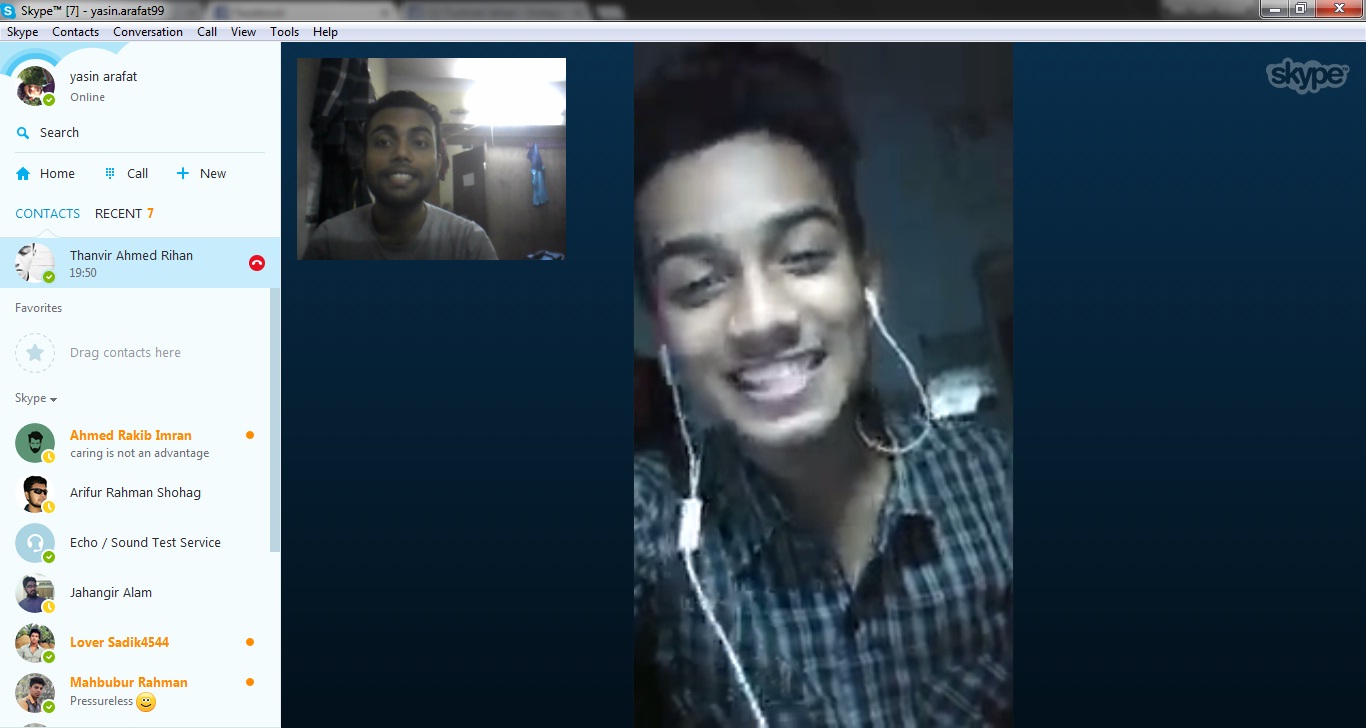 Skype™ [7] - yasin.arafat99
Skype Contacts Conversation Call View Tools Help
yasin arafat
Online
Search
Home Call New
CONTACTS RECENT 7
Thanvir Ahmed Rihan
19:50
Favorites
Drag contacts here
Skype
Ahmed Rakib Imran
caring is not an advantage
Arifur Rahman Shohag
Echo / Sound Test Service
Jahangir Alam
Lover Sadik4544
Mahbubur Rahman
Pressureless
skype